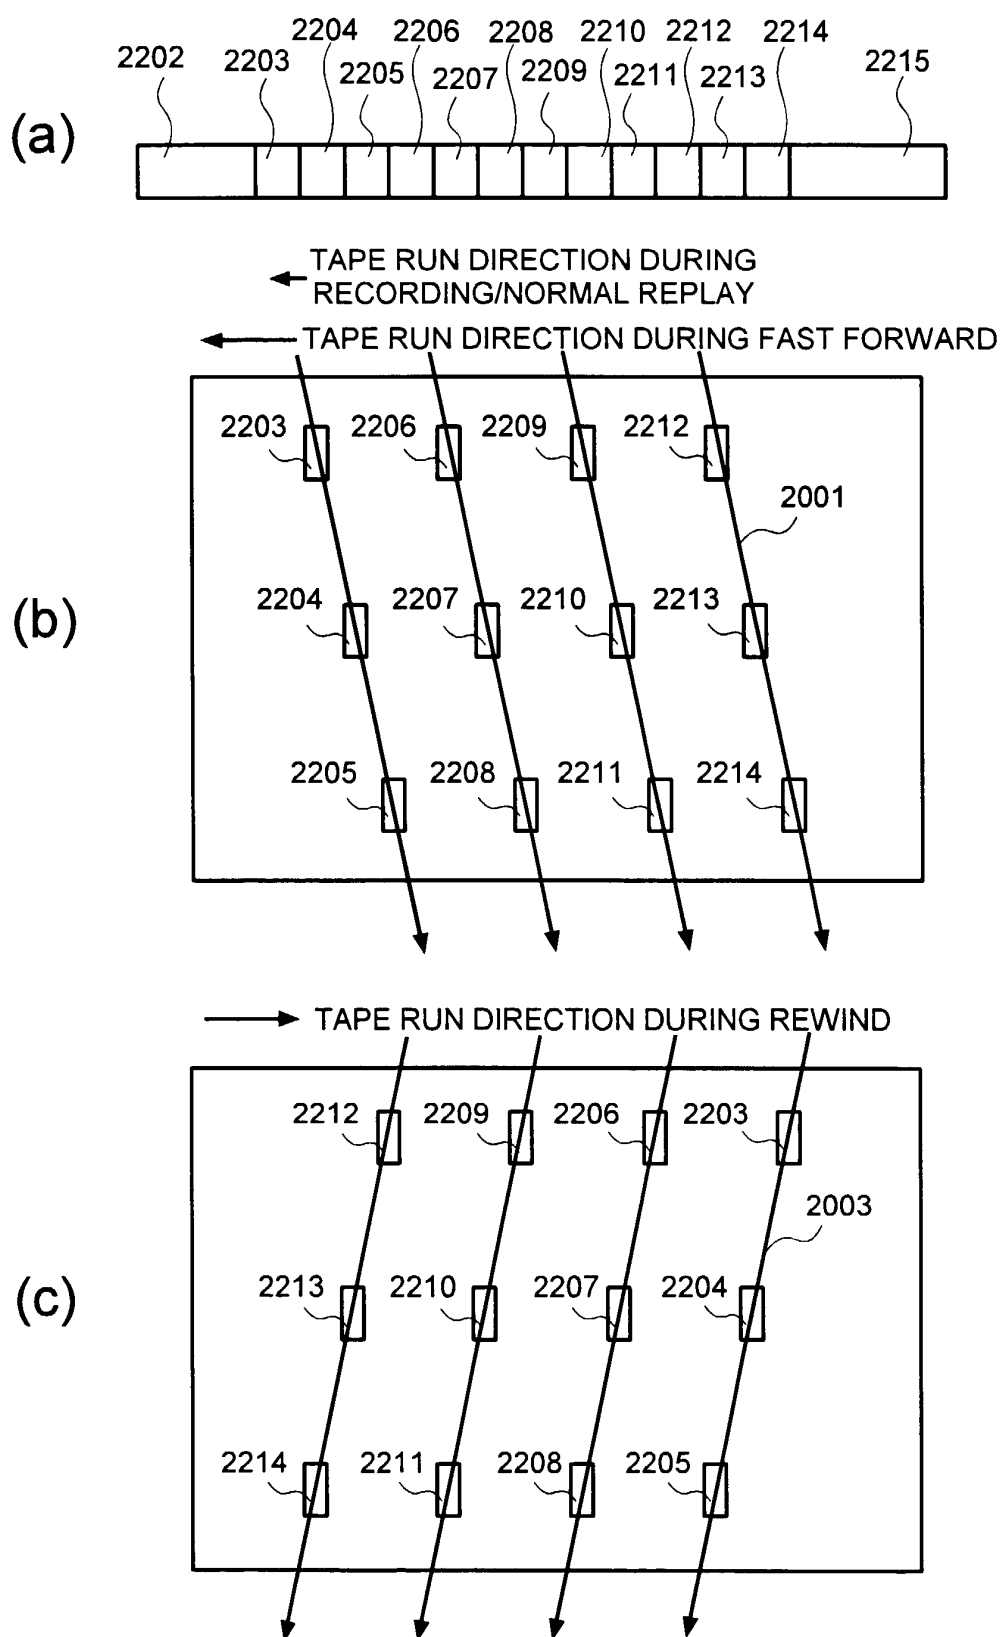 2204 2206 2208 2210 2212 2214
2202 2203 2205 2207 2209 2211 2213 2215
(a)
TAPE RUN DIRECTION DURING
RECORDING/NORMAL REPLAY
TAPE RUN DIRECTION DURING FAST FORWARD
2203 2206 2209 2212
2001
(b)
2204 2207 2210 2213
2205 2208 2211 2214
TAPE RUN DIRECTION DURING REWIND
2212 2209 2206 2203
2003
(c)
2213 2210 2207 2204
2214 2211 2208 2205